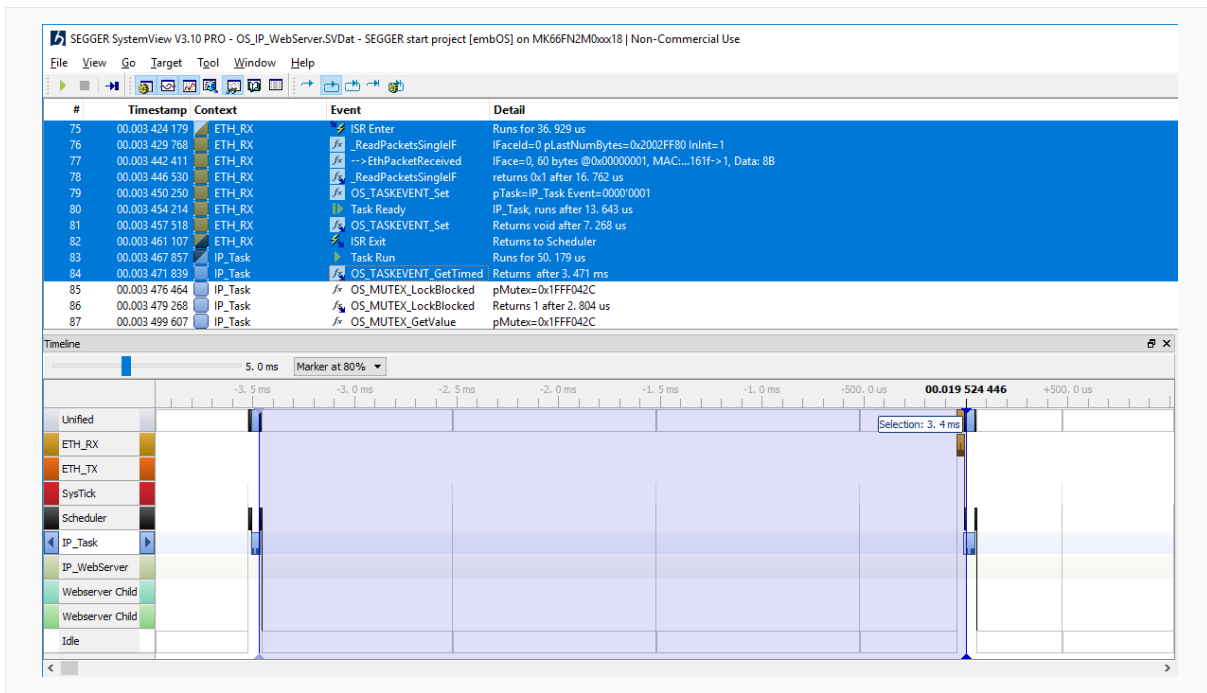 SEGGER SystemView V3.10 PRO - OS_IP_WebServer.SVDat - SEGGER start project [embOS] on MK66FN2M0xxx18 | Non-Commercial Use
File View Go Target Tool Window Help
# Timestamp Context Event Detail
75 00.003 424 179 ETH_RX ISR Enter Runs for 36. 929 us
76 00.003 429 768 ETH_RX fx _ReadPacketsSingleIF IFaceId=0 pLastNumBytes=0x2002FF80 InInt=1
77 00.003 442 411 ETH_RX fx -->EthPacketReceived IFace=0, 60 bytes @0x00000001, MAC:...161f->1, Data: 8B
78 00.003 446 530 ETH_RX fx _ReadPacketsSingleIF returns 0x1 after 16. 762 us
79 00.003 450 250 ETH_RX fx OS_TASKEVENT_Set pTask=IP_Task Event=0000'0001
80 00.003 454 214 ETH_RX Task Ready IP_Task, runs after 13. 643 us
81 00.003 457 518 ETH_RX fx OS_TASKEVENT_Set Returns void after 7. 268 us
82 00.003 461 107 ETH_RX ISR Exit Returns to Scheduler
83 00.003 467 857 IP_Task Task Run Runs for 50. 179 us
84 00.003 471 839 IP_Task fx OS_TASKEVENT_GetTimed Returns after 3. 471 ms
85 00.003 476 464 IP_Task fx OS_MUTEX_LockBlocked pMutex=0x1FFF042C
86 00.003 479 268 IP_Task fx OS_MUTEX_LockBlocked Returns 1 after 2. 804 us
87 00.003 499 607 IP_Task fx OS_MUTEX_GetValue pMutex=0x1FFF042C
Timeline
5. 0 ms Marker at 80%
-3. 5 ms -3. 0 ms -2. 5 ms -2. 0 ms -1. 5 ms -1. 0 ms -500. 0 us 00.019 524 446 +500. 0 us
Unified
Selection: 3. 4 ms
ETH_RX
ETH_TX
SysTick
Scheduler
IP_Task
IP_WebServer
Webserver Child
Webserver Child
Idle